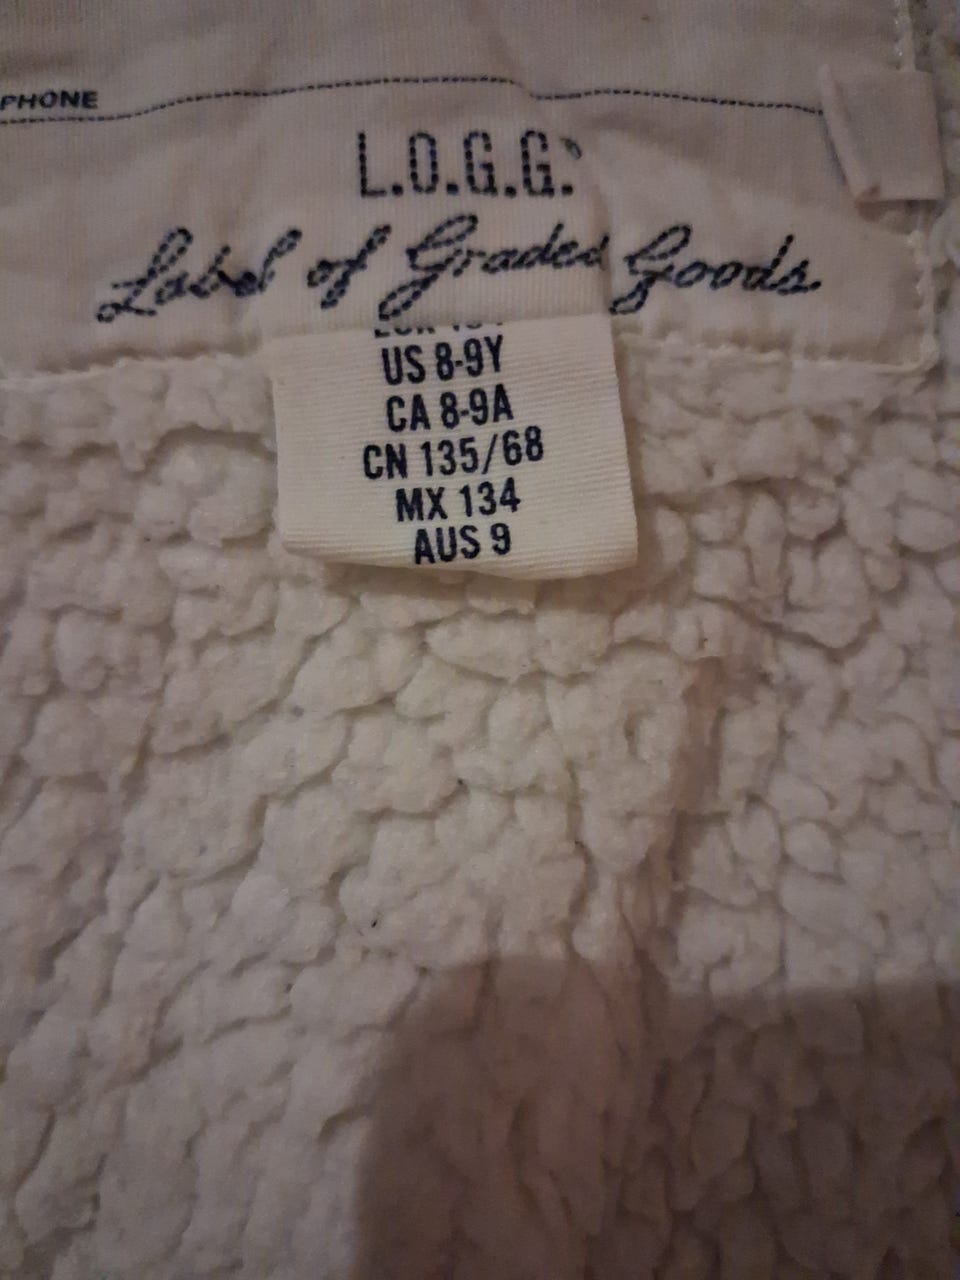 PHONE
L.O.G.G.
Label of Graded Goods.
US 8-9Y
CA 8-9A
CN 135/68
MX 134
AUS 9